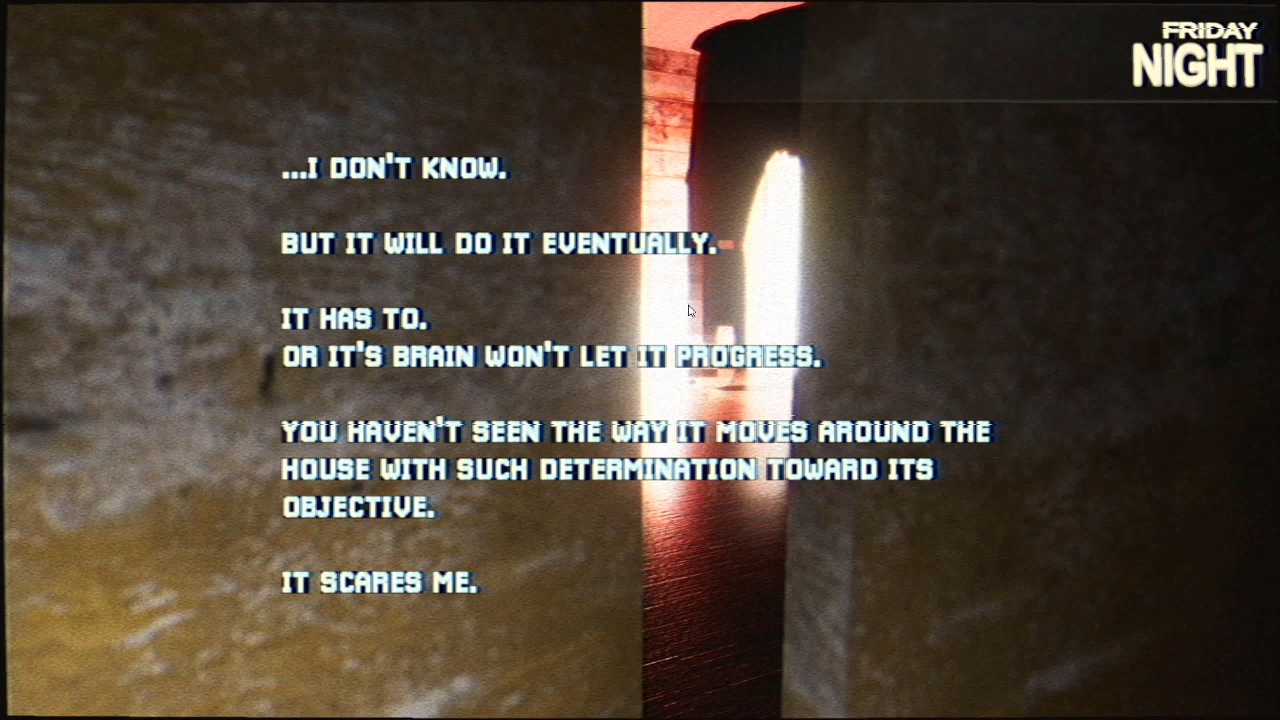 FRIDAY
NIGHT
...I DON'T KNOW.
BUT IT WILL DO IT EVENTUALLY.
IT HAS TO.
OR IT'S BRAIN WON'T LET IT PROGRESS.
YOU HAVEN'T SEEN THE WAY IT MOVES AROUND THE
HOUSE WITH SUCH DETERMINATION TOWARD ITS
OBJECTIVE.
IT SCARES ME.